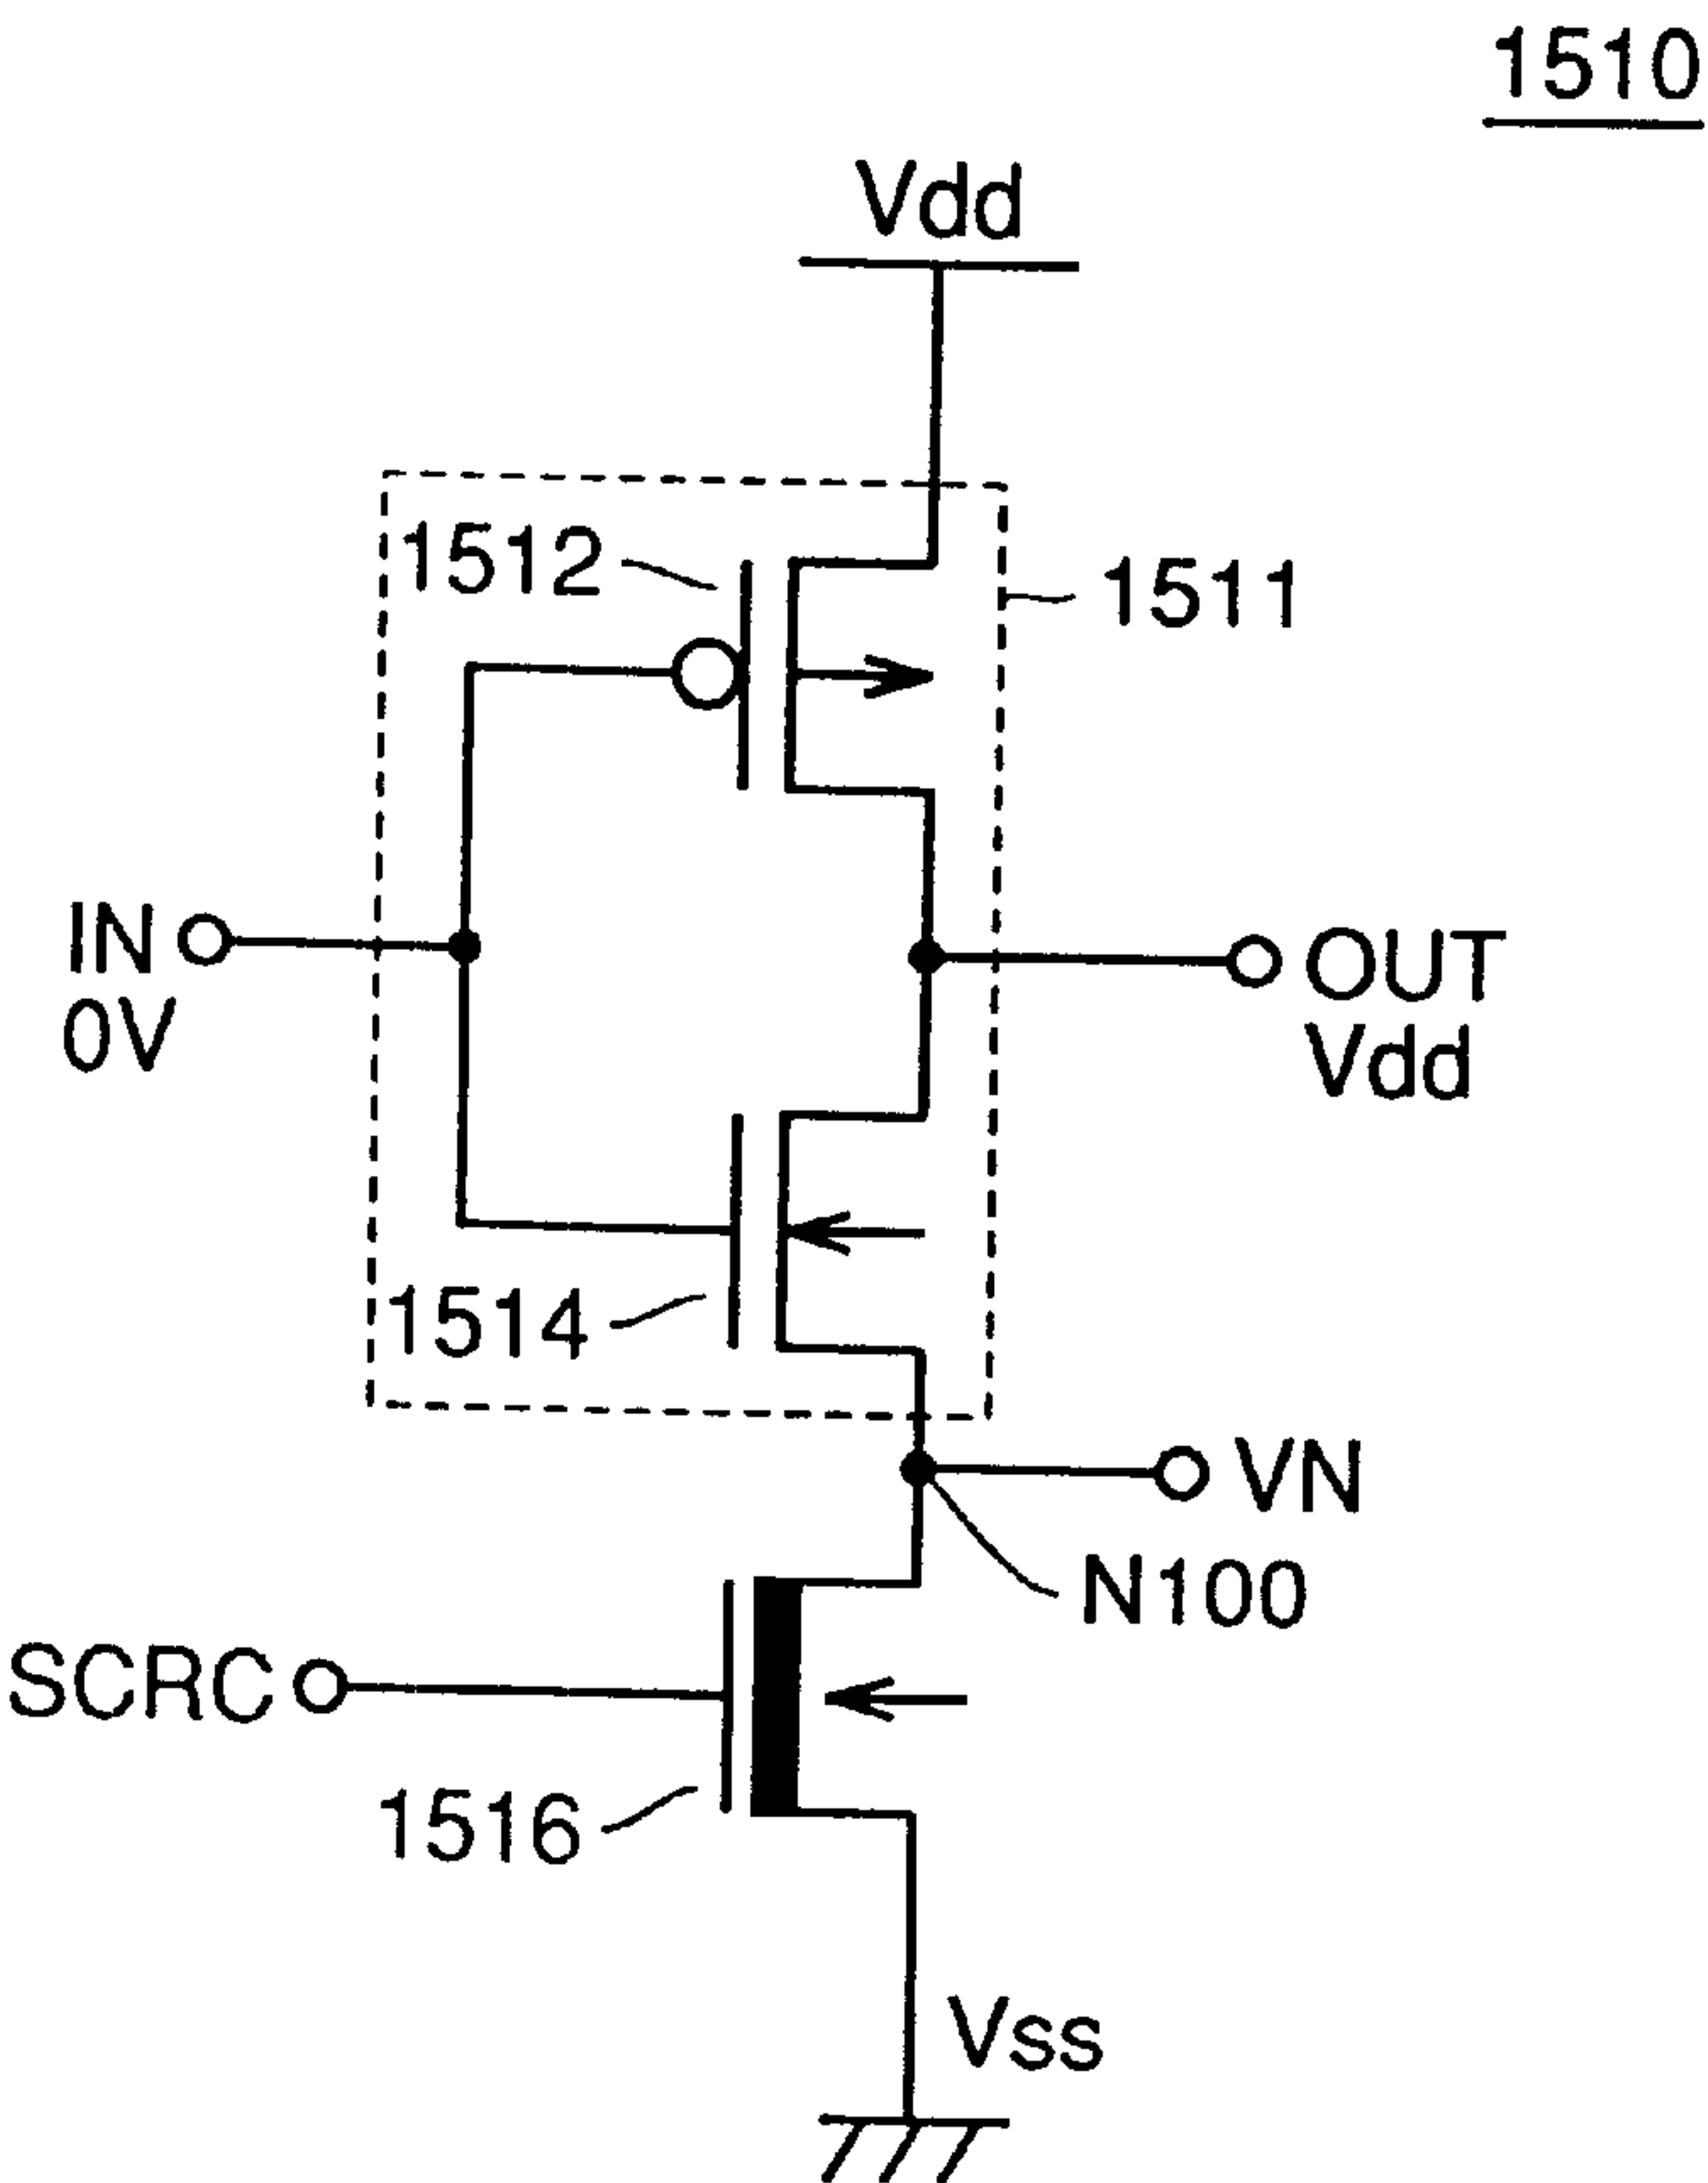 1510
Vdd
1512
1511
IN
0V
OUT
Vdd
1514
VN
N100
SCRC
1516
Vss